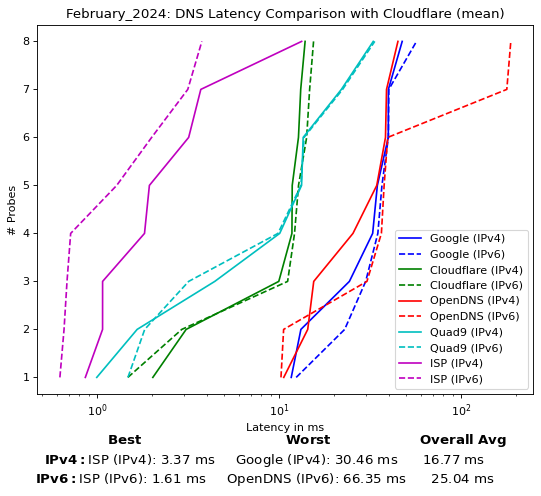 February_2024: DNS Latency Comparison with Cloudflare (mean)
8
7
6
5
4
3
2
1
# Probes
Google (IPv4)
Google (IPv6)
Cloudflare (IPv4)
Cloudflare (IPv6)
OpenDNS (IPv4)
OpenDNS (IPv6)
Quad9 (IPv4)
Quad9 (IPv6)
ISP (IPv4)
ISP (IPv6)
10⁰ 10¹ 10²
Latency in ms
Best Worst Overall Avg
IPv4: ISP (IPv4): 3.37 ms Google (IPv4): 30.46 ms 16.77 ms
IPv6: ISP (IPv6): 1.61 ms OpenDNS (IPv6): 66.35 ms 25.04 ms